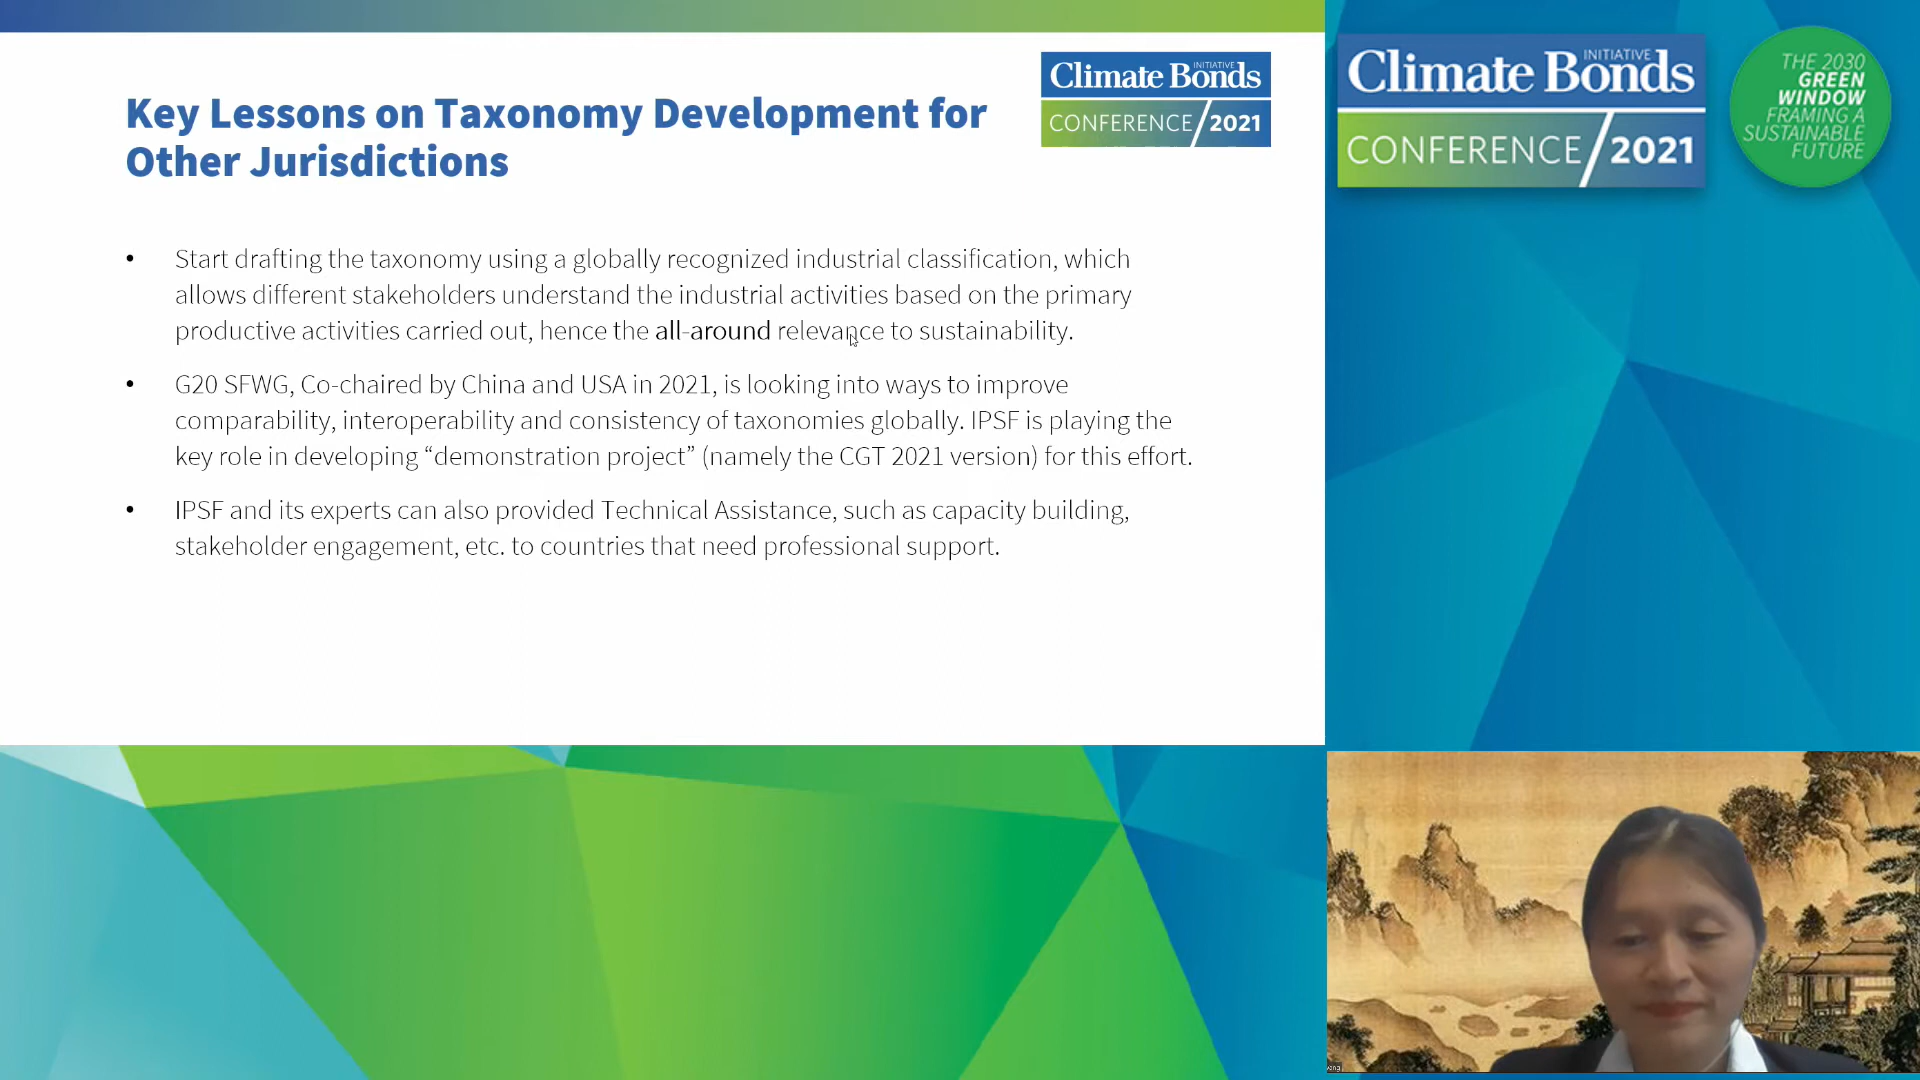 Key Lessons on Taxonomy Development for
Other Jurisdictions
Climate Bonds
INITIATIVE
CONFERENCE/2021
• Start drafting the taxonomy using a globally recognized industrial classification, which
allows different stakeholders understand the industrial activities based on the primary
productive activities carried out, hence the all-around relevance to sustainability.
• G20 SFWG, Co-chaired by China and USA in 2021, is looking into ways to improve
comparability, interoperability and consistency of taxonomies globally. IPSF is playing the
key role in developing “demonstration project” (namely the CGT 2021 version) for this effort.
• IPSF and its experts can also provided Technical Assistance, such as capacity building,
stakeholder engagement, etc. to countries that need professional support.
Climate Bonds
INITIATIVE
CONFERENCE/2021
THE 2030
GREEN
WINDOW
FRAMING A
SUSTAINABLE
FUTURE